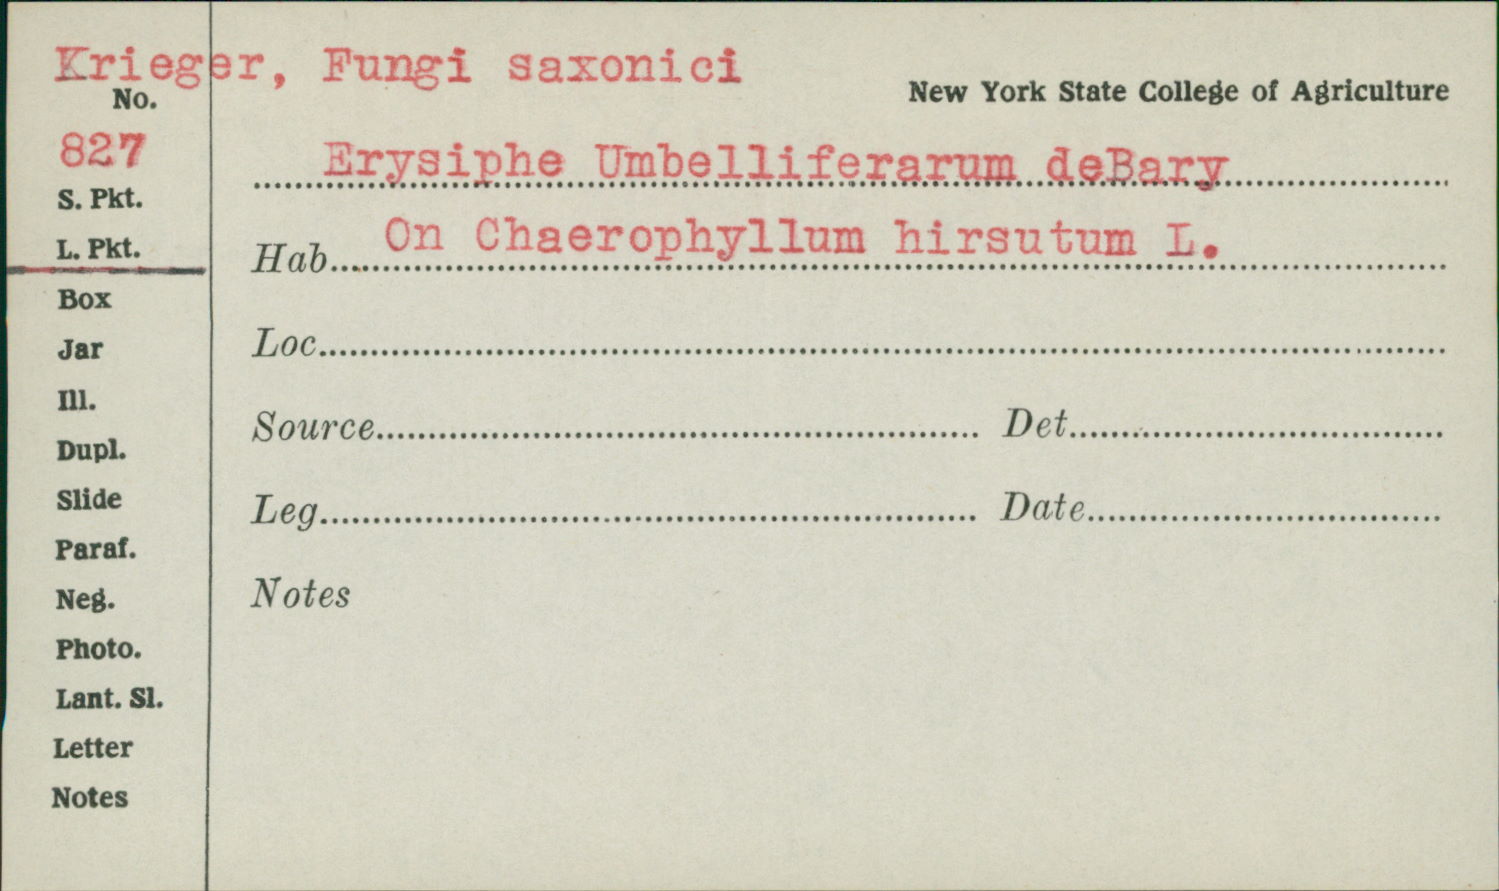 Krieger, Fungi saxonici
New York State College of Agriculture
No.
827
Erysiphe Umbelliferarum deBary
S. Pkt.
L. Pkt.
Hab. On Chaerophyllum hirsutum L.
Box
Jar
Loc.
Ill.
Dupl.
Source Det.
Slide
Leg. Date
Paraf.
Neg.
Notes
Photo.
Lant. Sl.
Letter
Notes